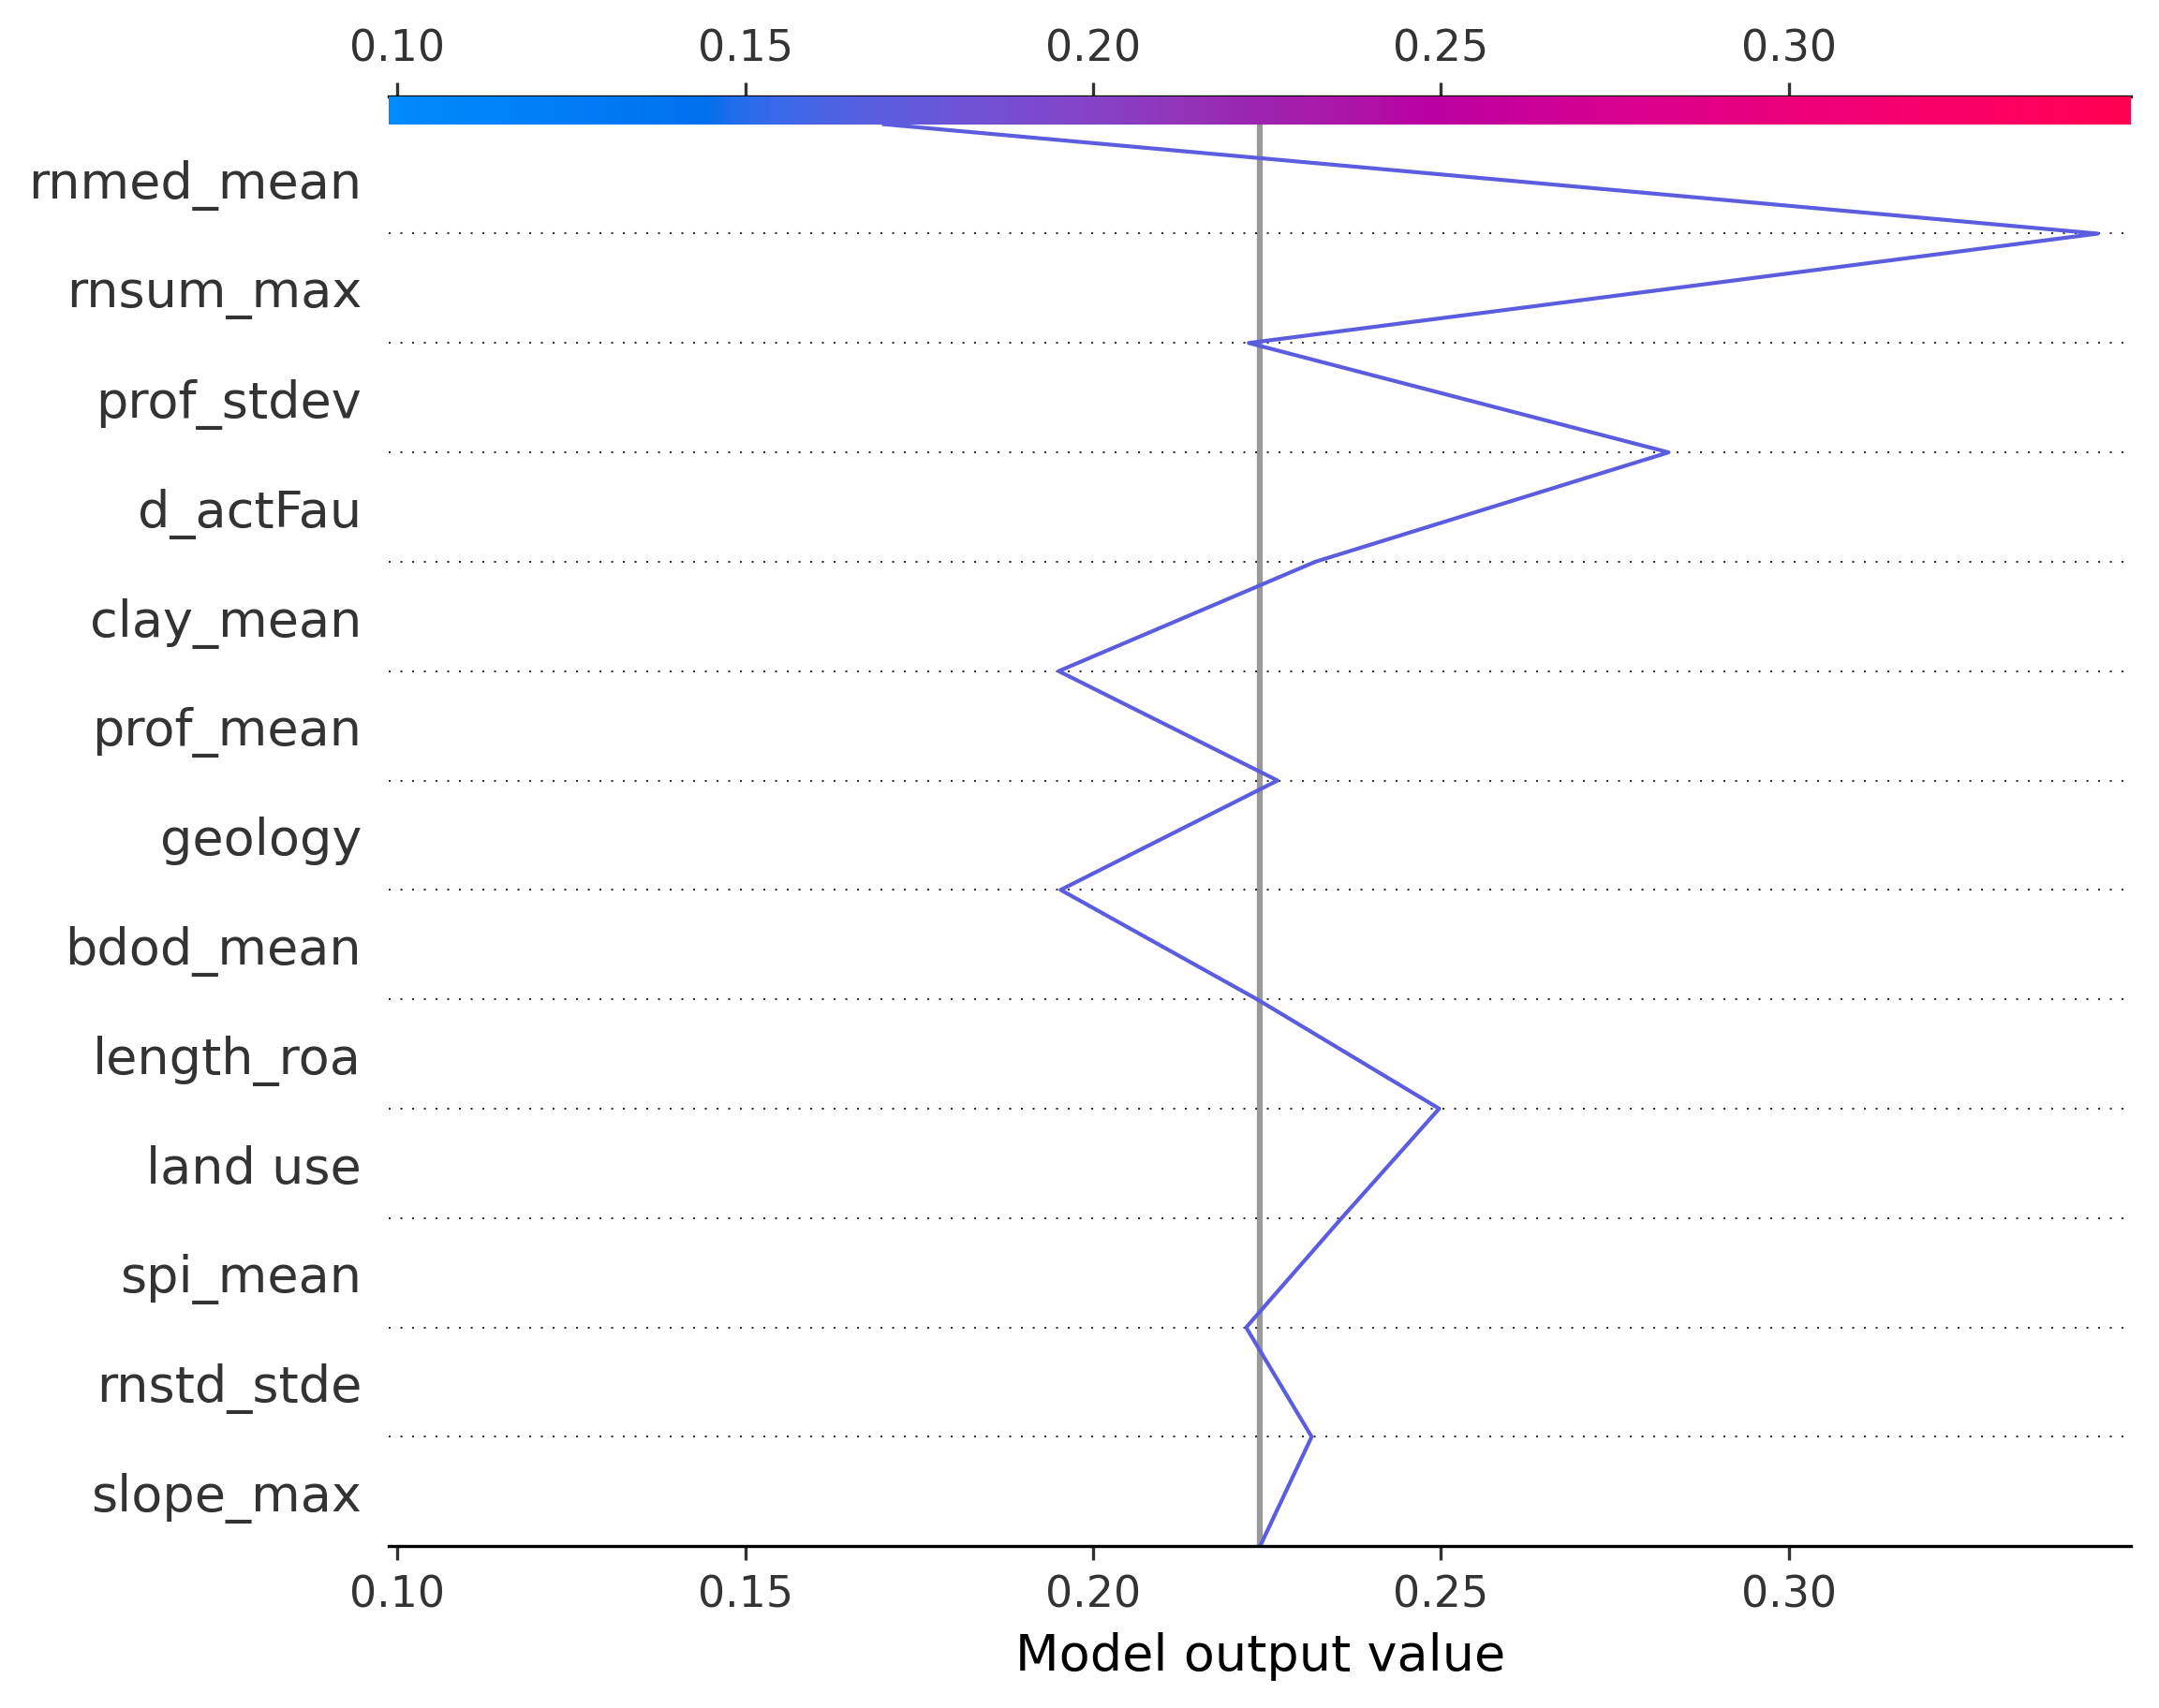 0.10 0.15 0.20 0.25 0.30
rnmed_mean
rnsum_max
prof_stdev
d_actFau
clay_mean
prof_mean
geology
bdod_mean
length_roa
land use
spi_mean
rnstd_stde
slope_max
0.10 0.15 0.20 0.25 0.30
Model output value